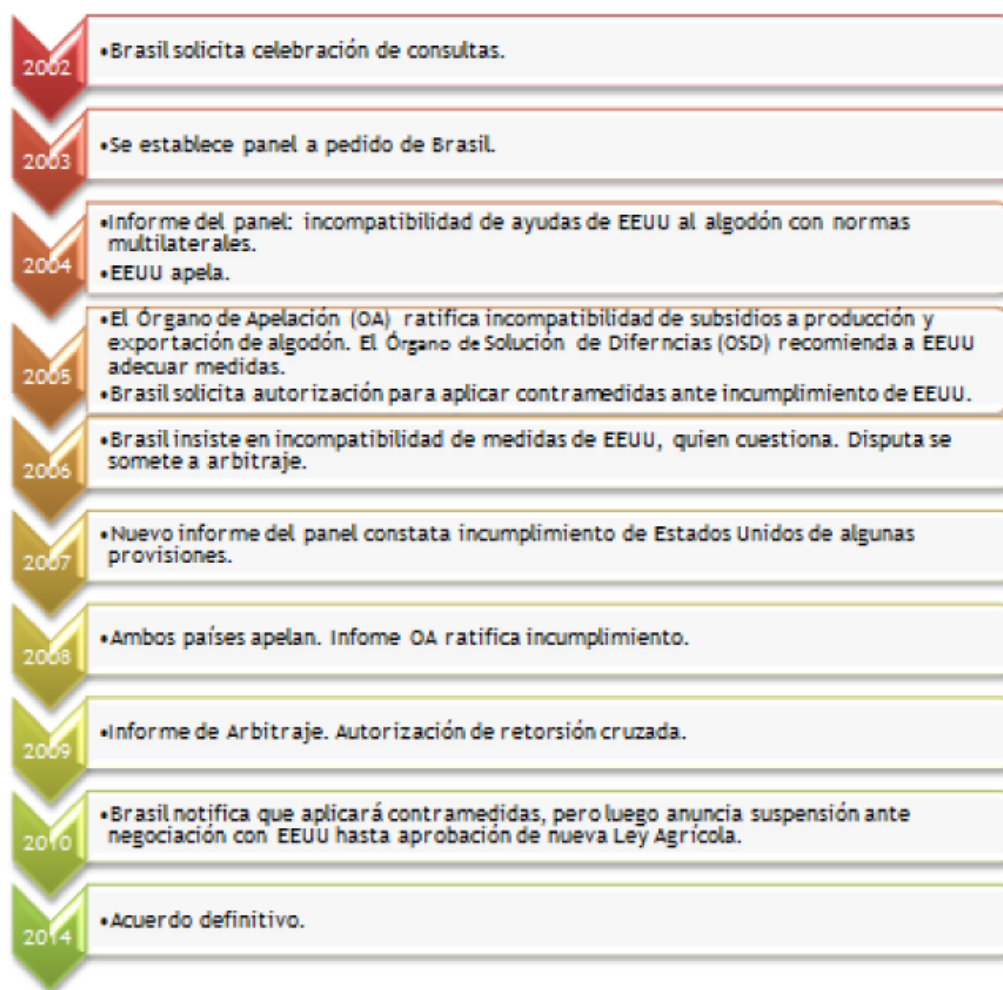 2002
•Brasil solicita celebración de consultas.
2003
•Se establece panel a pedido de Brasil.
2004
•Informe del panel: incompatibilidad de ayudas de EEUU al algodón con normas
multilaterales.
•EEUU apela.
2005
•El Órgano de Apelación (OA) ratifica incompatibilidad de subsidios a producción y
exportación de algodón. El Órgano de Solución de Diferncias (OSD) recomienda a EEUU
adecuar medidas.
•Brasil solicita autorización para aplicar contramedidas ante incumplimiento de EEUU.
2006
•Brasil insiste en incompatibilidad de medidas de EEUU, quien cuestiona. Disputa se
somete a arbitraje.
2007
•Nuevo informe del panel constata incumplimiento de Estados Unidos de algunas
provisiones.
2008
•Ambos países apelan. Infome OA ratifica incumplimiento.
2009
•Informe de Arbitraje. Autorización de retorsión cruzada.
2010
•Brasil notifica que aplicará contramedidas, pero luego anuncia suspensión ante
negociación con EEUU hasta aprobación de nueva Ley Agrícola.
2014
•Acuerdo definitivo.